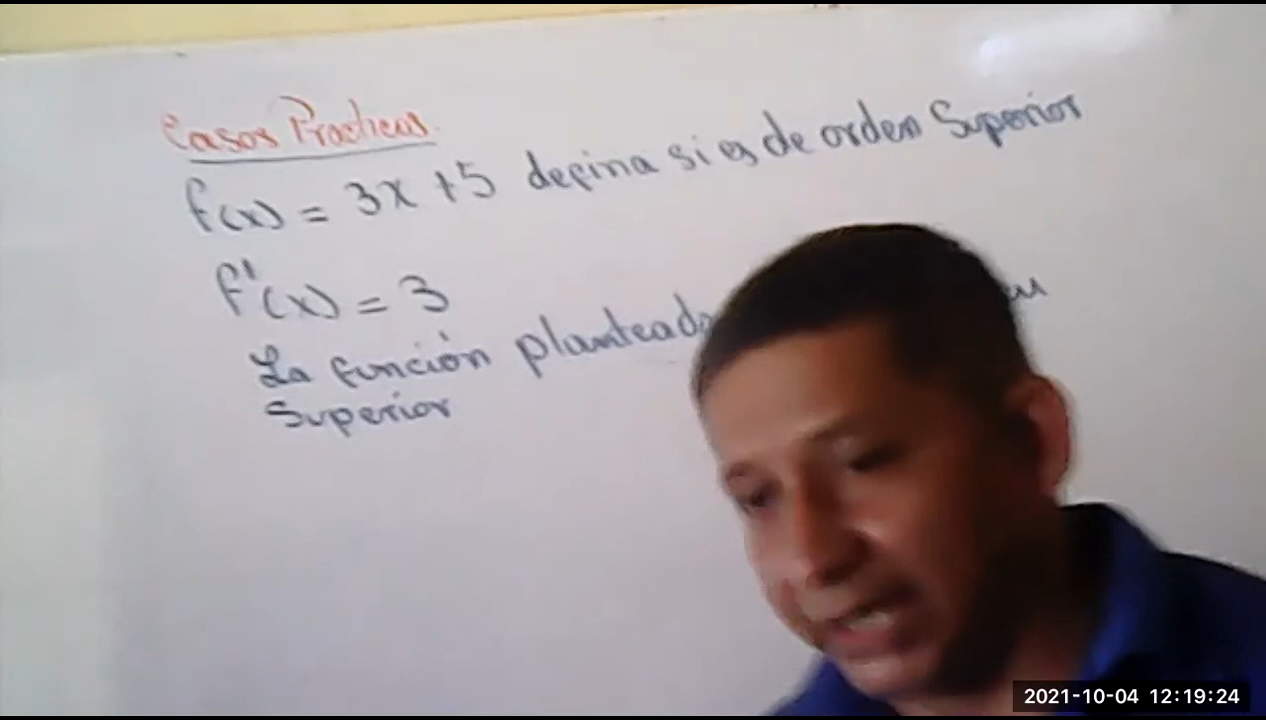 Casos Practicos.
f(x) = 3x + 5 defina si es de orden Superior
f'(x) = 3
La función planteada
Superior
2021-10-04 12:19:24